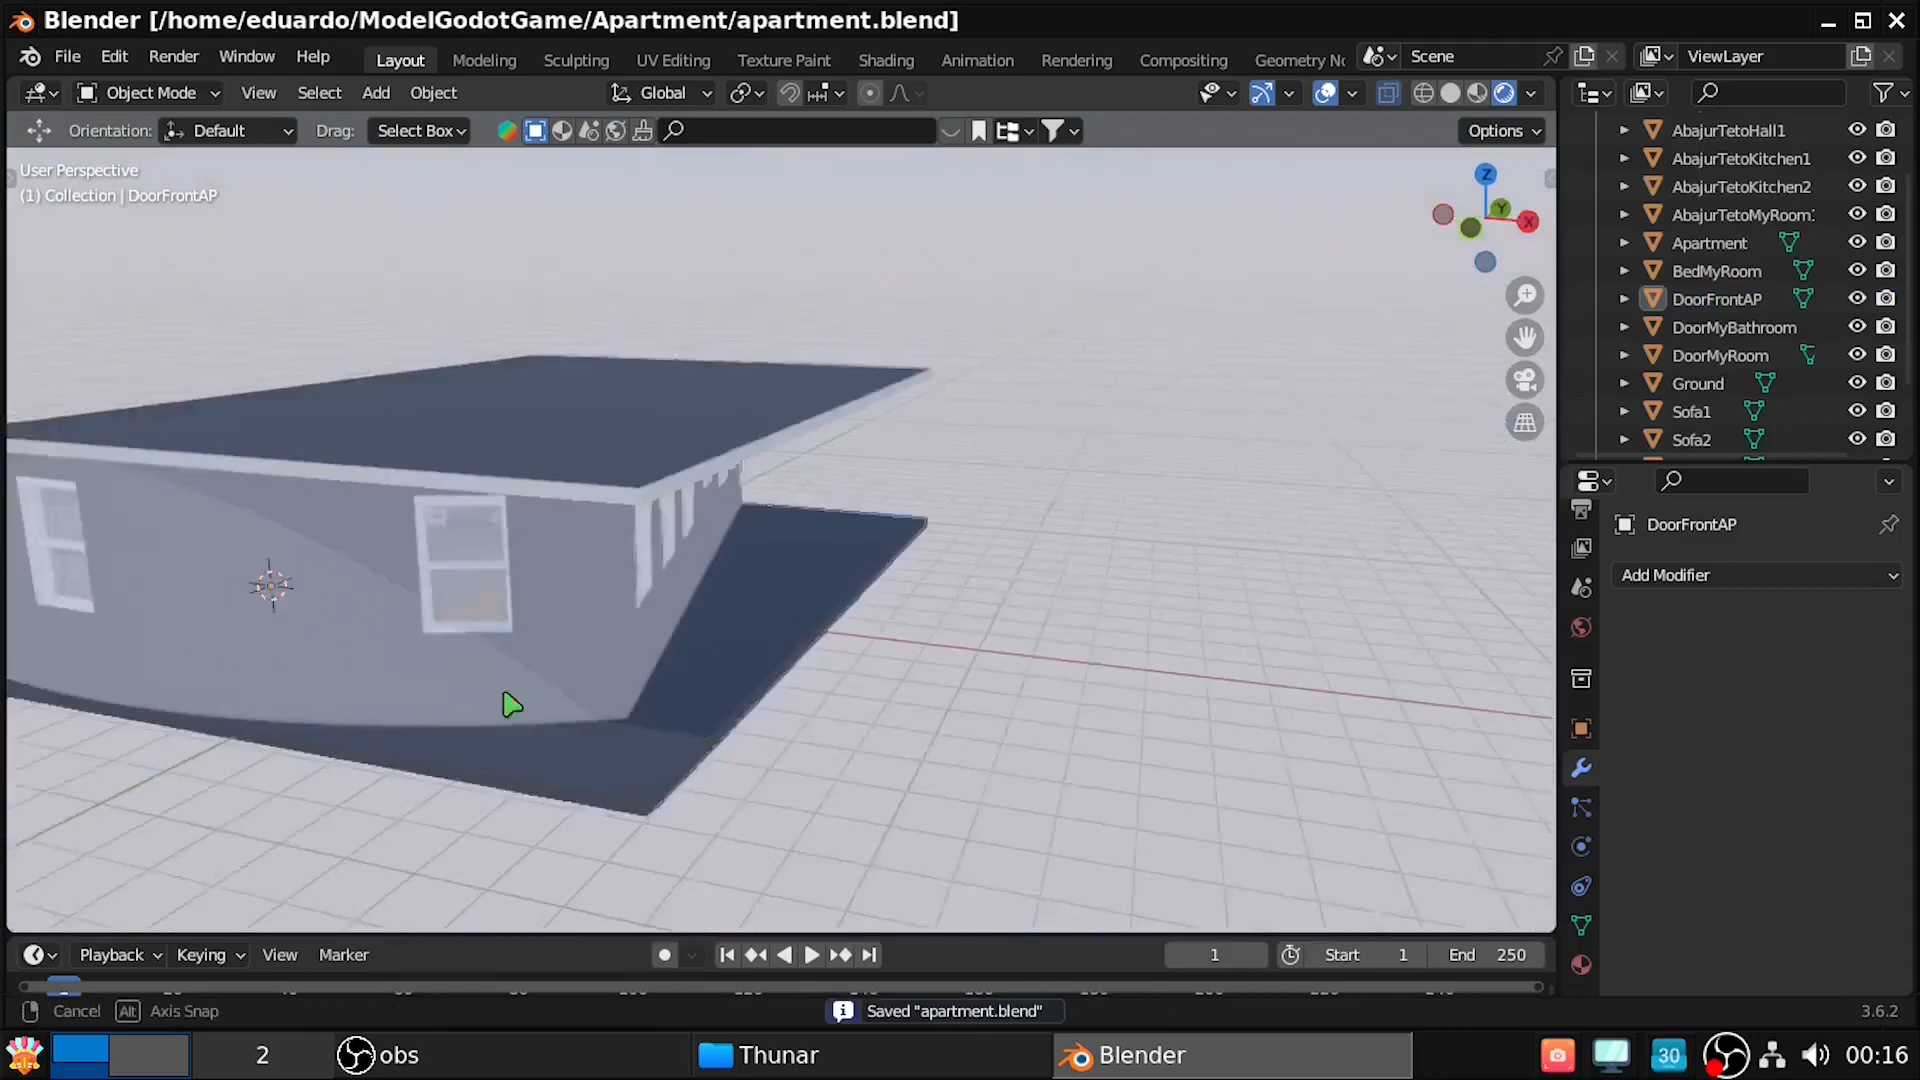 Blender [/home/eduardo/ModelGodotGame/Apartment/apartment.blend]
File Edit Render Window Help Layout Modeling Sculpting UV Editing Texture Paint Shading Animation Rendering Compositing Geometry No Scene ViewLayer
Object Mode View Select Add Object Global
Orientation: Default Drag: Select Box Options
User Perspective
(1) Collection | DoorFrontAP
Z
Y
X
AbajurTetoHall1
AbajurTetoKitchen1
AbajurTetoKitchen2
AbajurTetoMyRoom1
Apartment
BedMyRoom
DoorFrontAP
DoorMyBathroom
DoorMyRoom
Ground
Sofa1
Sofa2
DoorFrontAP
Add Modifier
Playback Keying View Marker 1 Start 1 End 250
Cancel Alt Axis Snap Saved "apartment.blend" 3.6.2
2 obs Thunar Blender 30 00:16